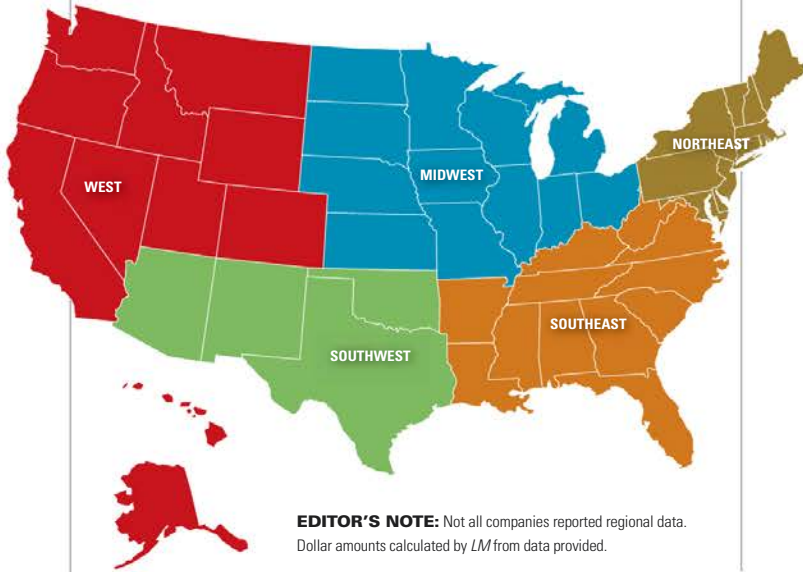 NORTHEAST
MIDWEST
WEST
SOUTHEAST
SOUTHWEST
EDITOR'S NOTE: Not all companies reported regional data.
Dollar amounts calculated by LM from data provided.